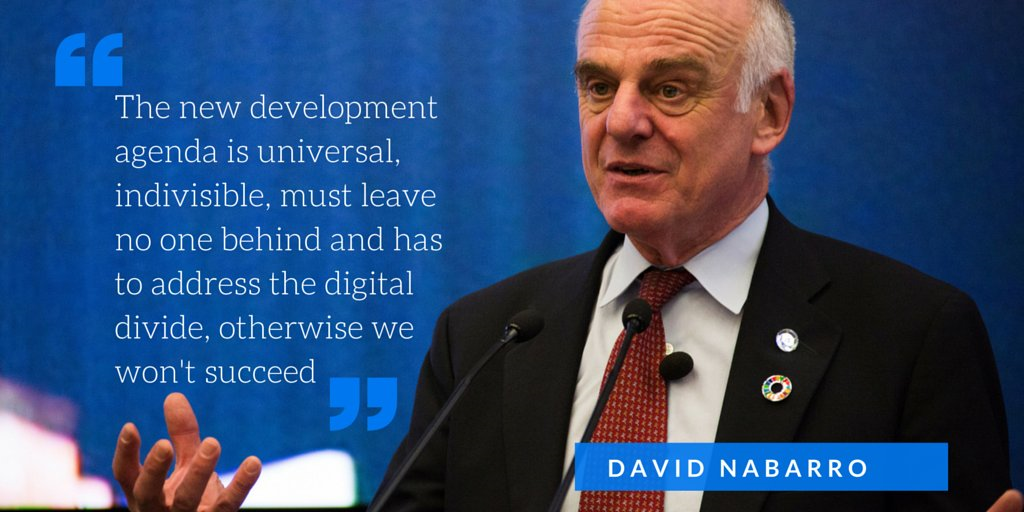 The new development
agenda is universal,
indivisible, must leave
no one behind and has
to address the digital
divide, otherwise we
won't succeed
DAVID NABARRO